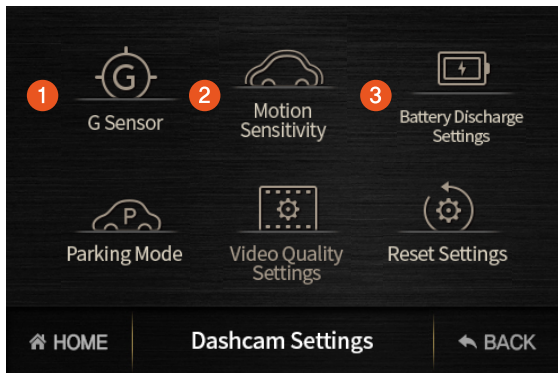 1
G
G Sensor
2
Motion
Sensitivity
3
Battery Discharge
Settings
P
Parking Mode
Video Quality
Settings
Reset Settings
HOME
Dashcam Settings
BACK